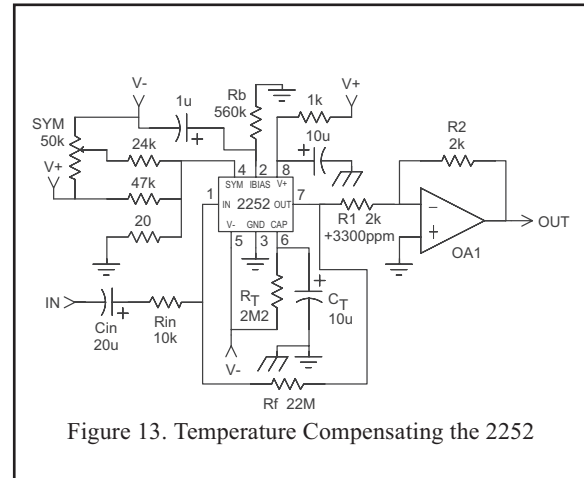 V-
1u
Rb
560k
1k
V+
SYM
50k
V+
24k
47k
20
10u
R2
2k
4 2 8
SYM IBIAS V+
1 IN 2252 OUT 7
V- GND CAP
5 3 6
R1 2k
+3300ppm
OA1
OUT
IN
Cin
20u
Rin
10k
RT
2M2
CT
10u
V-
Rf 22M
Figure 13. Temperature Compensating the 2252